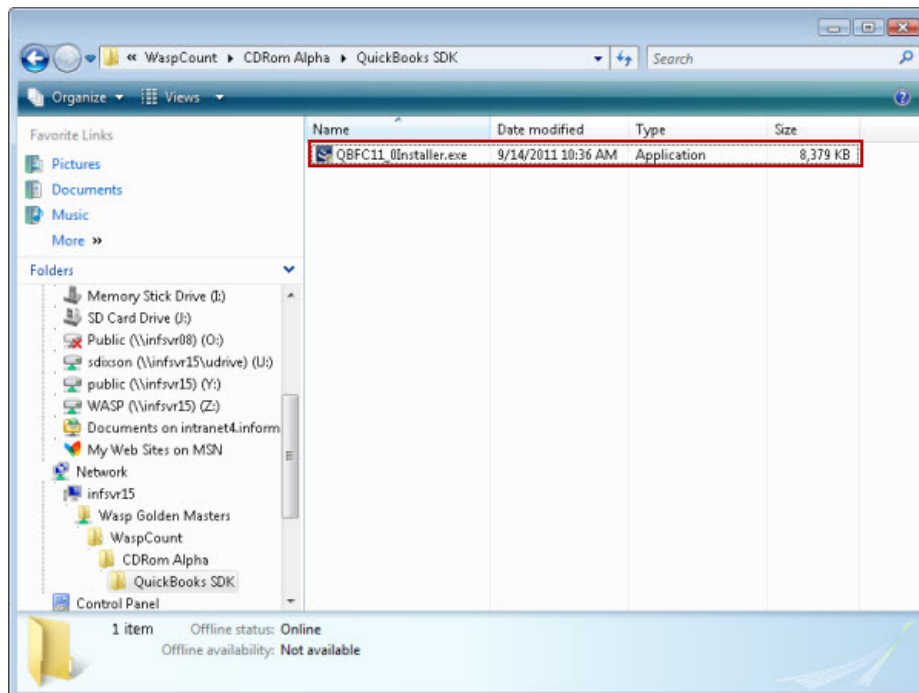 « WaspCount ▸ CDRom Alpha ▸ QuickBooks SDK
Search
Organize
Views
Favorite Links
Pictures
Documents
Music
More »
Folders
Memory Stick Drive (I:)
SD Card Drive (J:)
Public (\\infsvr08) (O:)
sdixson (\\infsvr15\udrive) (U:)
public (\\infsvr15) (Y:)
WASP (\\infsvr15) (Z:)
Documents on intranet4.inform
My Web Sites on MSN
Network
infsvr15
Wasp Golden Masters
WaspCount
CDRom Alpha
QuickBooks SDK
Control Panel
Name Date modified Type Size
QBFC11_0Installer.exe 9/14/2011 10:36 AM Application 8,379 KB
1 item Offline status: Online
Offline availability: Not available